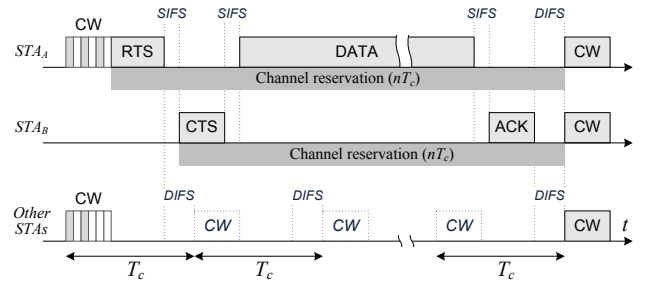 CW SIFS SIFS SIFS DIFS
STA_A RTS DATA CW
Channel reservation (nT_c)
STA_B CTS ACK CW
Channel reservation (nT_c)
CW DIFS DIFS DIFS
Other STAs CW CW CW CW t
T_c T_c T_c